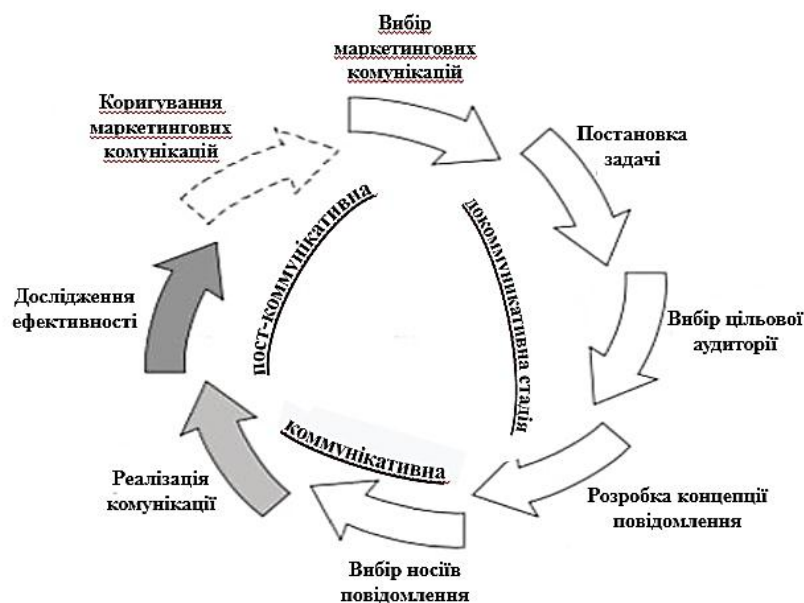 Вибір
маркетингових
комунікацій
Постановка
задачі
Вибір цільової
аудиторії
Розробка концепції
повідомлення
Вибір носіїв
повідомлення
Реалізація
комунікації
Дослідження
ефективності
Коригування
маркетингових
комунікацій
докоммуникативна стадія
коммунікативна
пост-коммунікативна